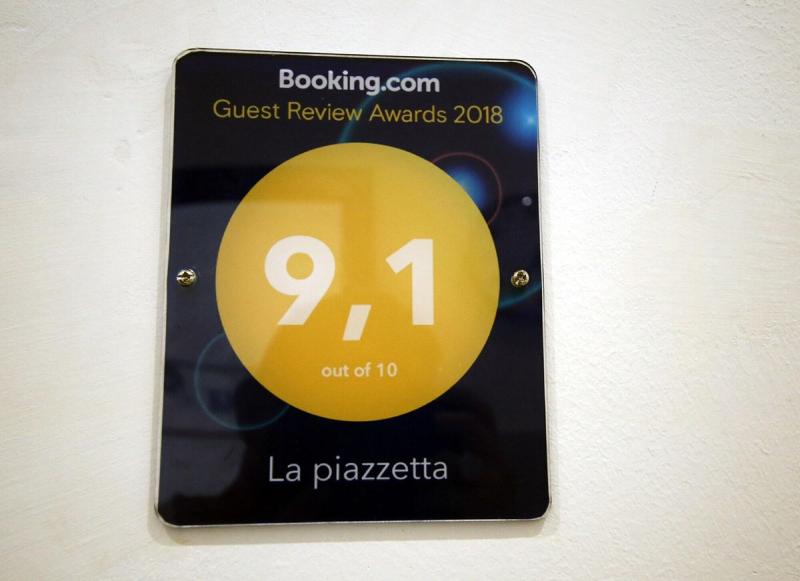 Booking.com
Guest Review Awards 2018
9,1
out of 10
La piazzetta